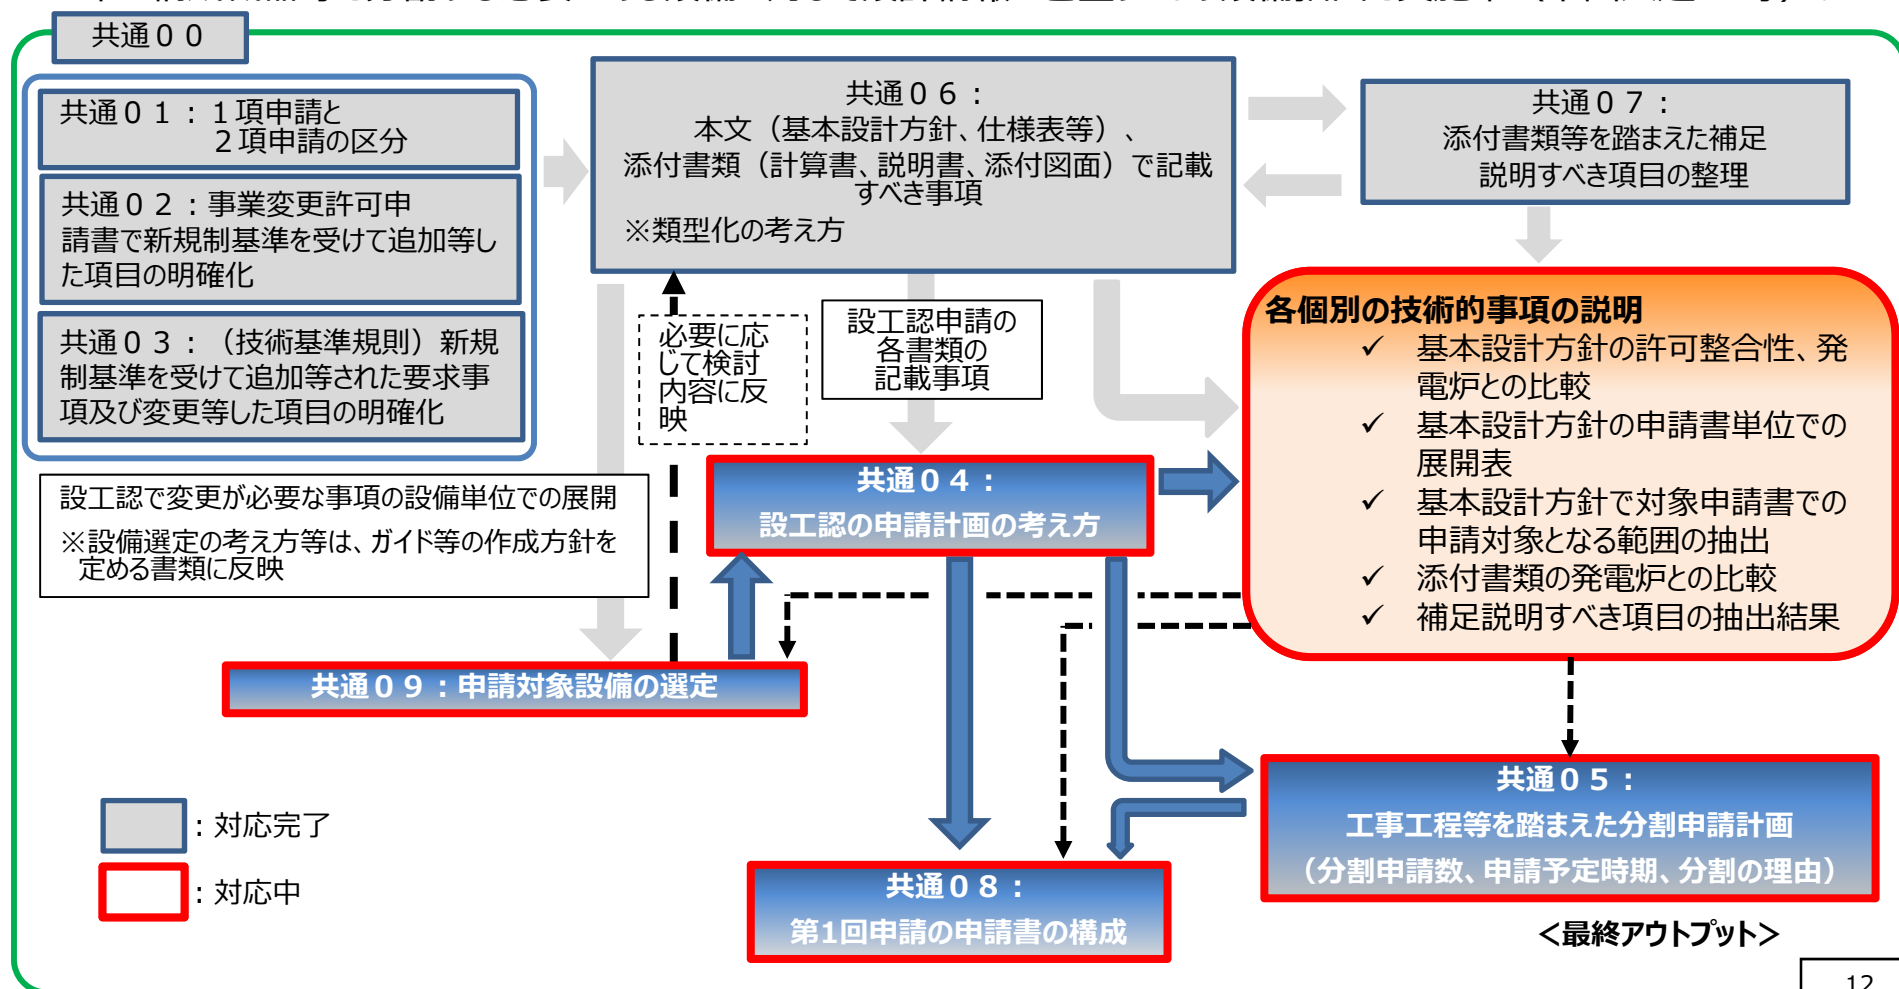 共通００
共通０１：１項申請と
２項申請の区分
共通０２：事業変更許可申
請書で新規制基準を受けて追加等し
た項目の明確化
共通０３：（技術基準規則）新規
制基準を受けて追加等された要求事
項及び変更等した項目の明確化
共通０６：
本文（基本設計方針、仕様表等）、
添付書類（計算書、説明書、添付図面）で記載
すべき事項
※類型化の考え方
共通０７：
添付書類等を踏まえた補足
説明すべき項目の整理
必要に応
じて検討
内容に反
映
設工認申請の
各書類の
記載事項
各個別の技術的事項の説明
✓ 基本設計方針の許可整合性、発
電炉との比較
✓ 基本設計方針の申請書単位での
展開表
✓ 基本設計方針で対象申請書での
申請対象となる範囲の抽出
✓ 添付書類の発電炉との比較
✓ 補足説明すべき項目の抽出結果
設工認で変更が必要な事項の設備単位での展開
※設備選定の考え方等は、ガイド等の作成方針を
定める書類に反映
共通０４：
設工認の申請計画の考え方
共通０９：申請対象設備の選定
共通０５：
工事工程等を踏まえた分割申請計画
（分割申請数、申請予定時期、分割の理由）
共通０８：
第1回申請の申請書の構成
：対応完了
：対応中
＜最終アウトプット＞
12